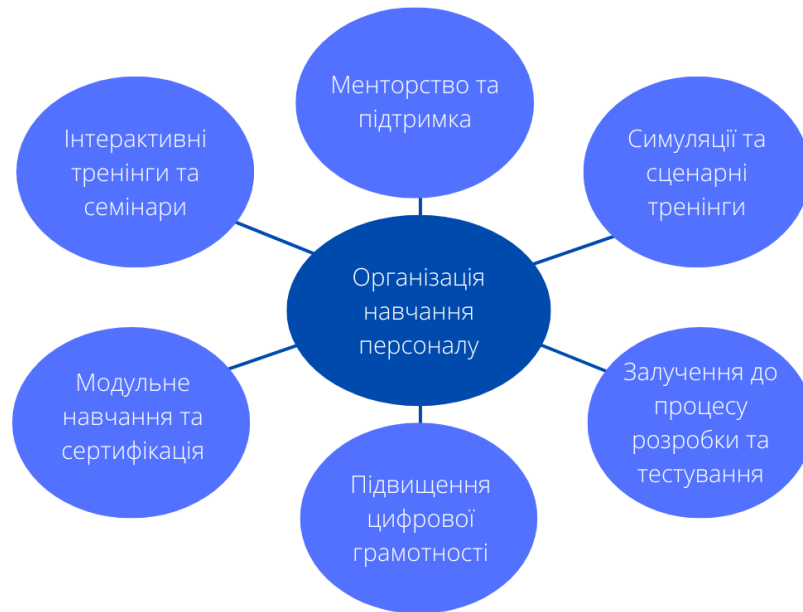 Менторство та
підтримка
Інтерактивні
тренінги та
семінари
Симуляції та
сценарні
тренінги
Організація
навчання
персоналу
Модульне
навчання та
сертифікація
Залучення до
процесу
розробки та
тестування
Підвищення
цифрової
грамотності